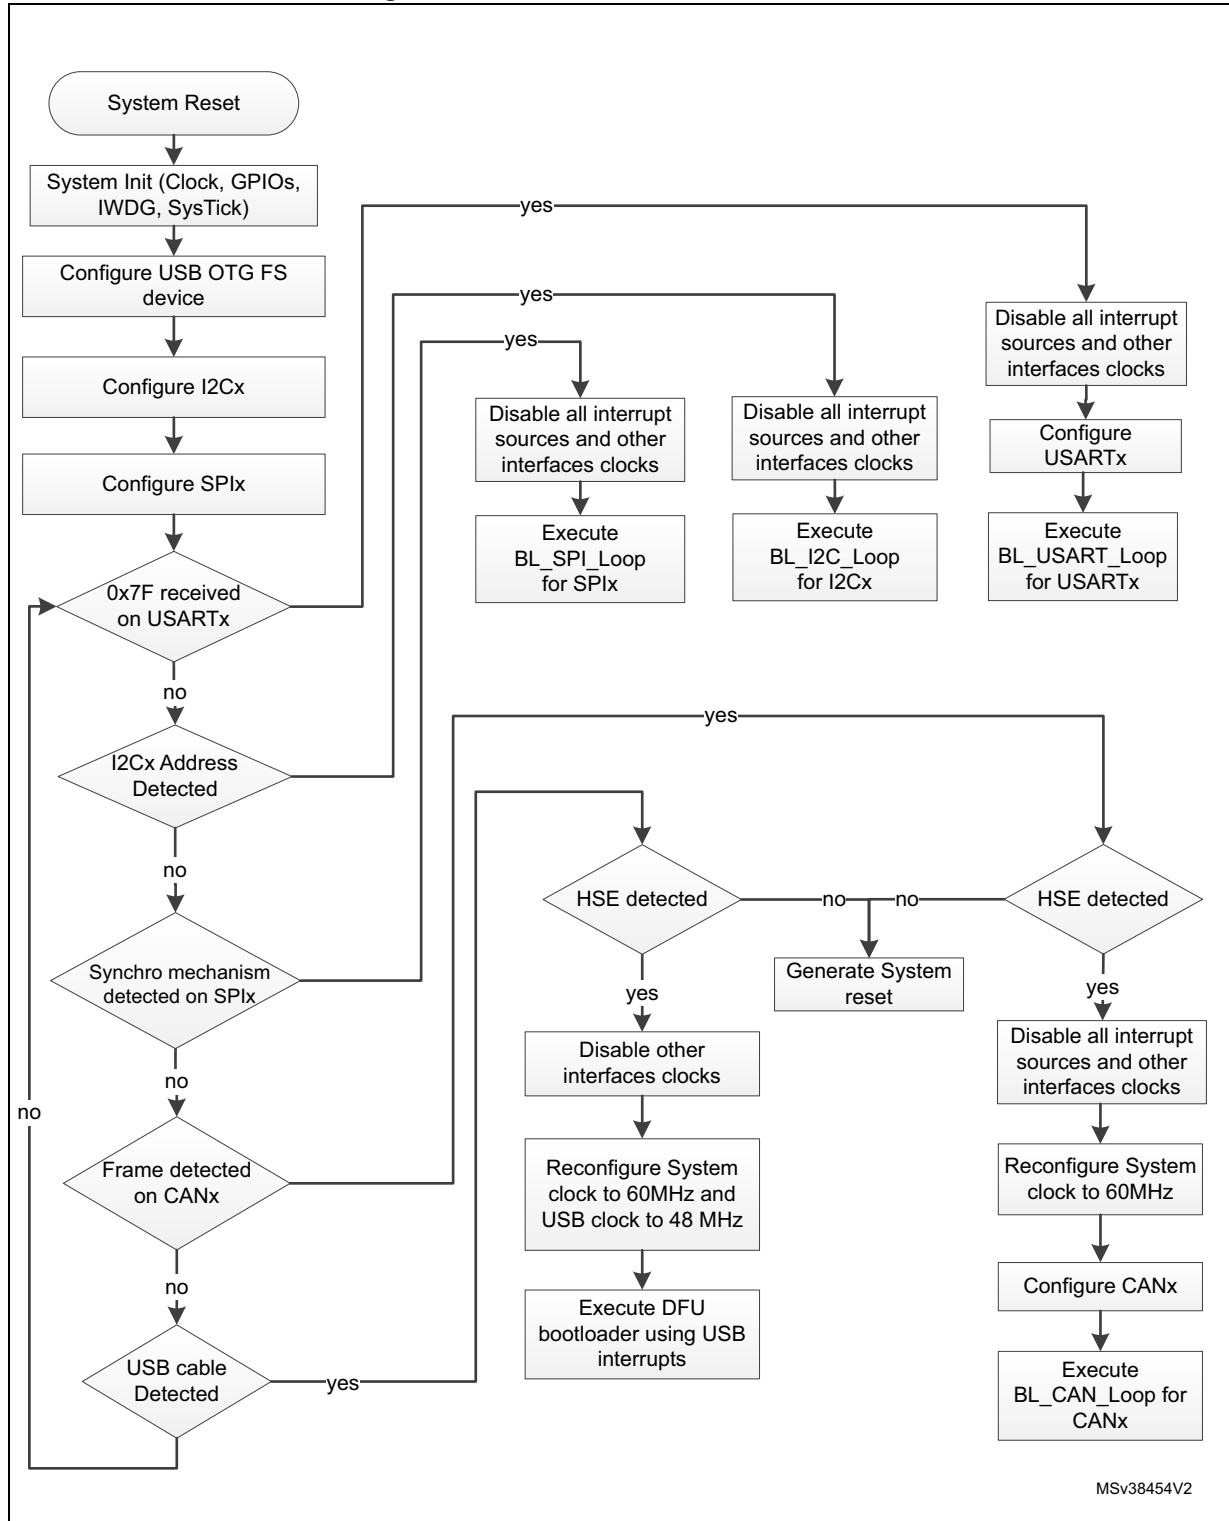 System Reset
System Init (Clock, GPIOs,
IWDG, SysTick)
Configure USB OTG FS
device
Configure I2Cx
Configure SPIx
0x7F received
on USARTx
no
I2Cx Address
Detected
no
Synchro mechanism
detected on SPIx
no
Frame detected
on CANx
no
USB cable
Detected
no
yes
yes
yes
Disable all interrupt
sources and other
interfaces clocks
Execute
BL_SPI_Loop
for SPIx
Disable all interrupt
sources and other
interfaces clocks
Execute
BL_I2C_Loop
for I2Cx
Disable all interrupt
sources and other
interfaces clocks
Configure
USARTx
Execute
BL_USART_Loop
for USARTx
yes
yes
HSE detected
no
no
HSE detected
Generate System
reset
yes
Disable other
interfaces clocks
Reconfigure System
clock to 60MHz and
USB clock to 48 MHz
Execute DFU
bootloader using USB
interrupts
yes
Disable all interrupt
sources and other
interfaces clocks
Reconfigure System
clock to 60MHz
Configure CANx
Execute
BL_CAN_Loop for
CANx
MSv38454V2